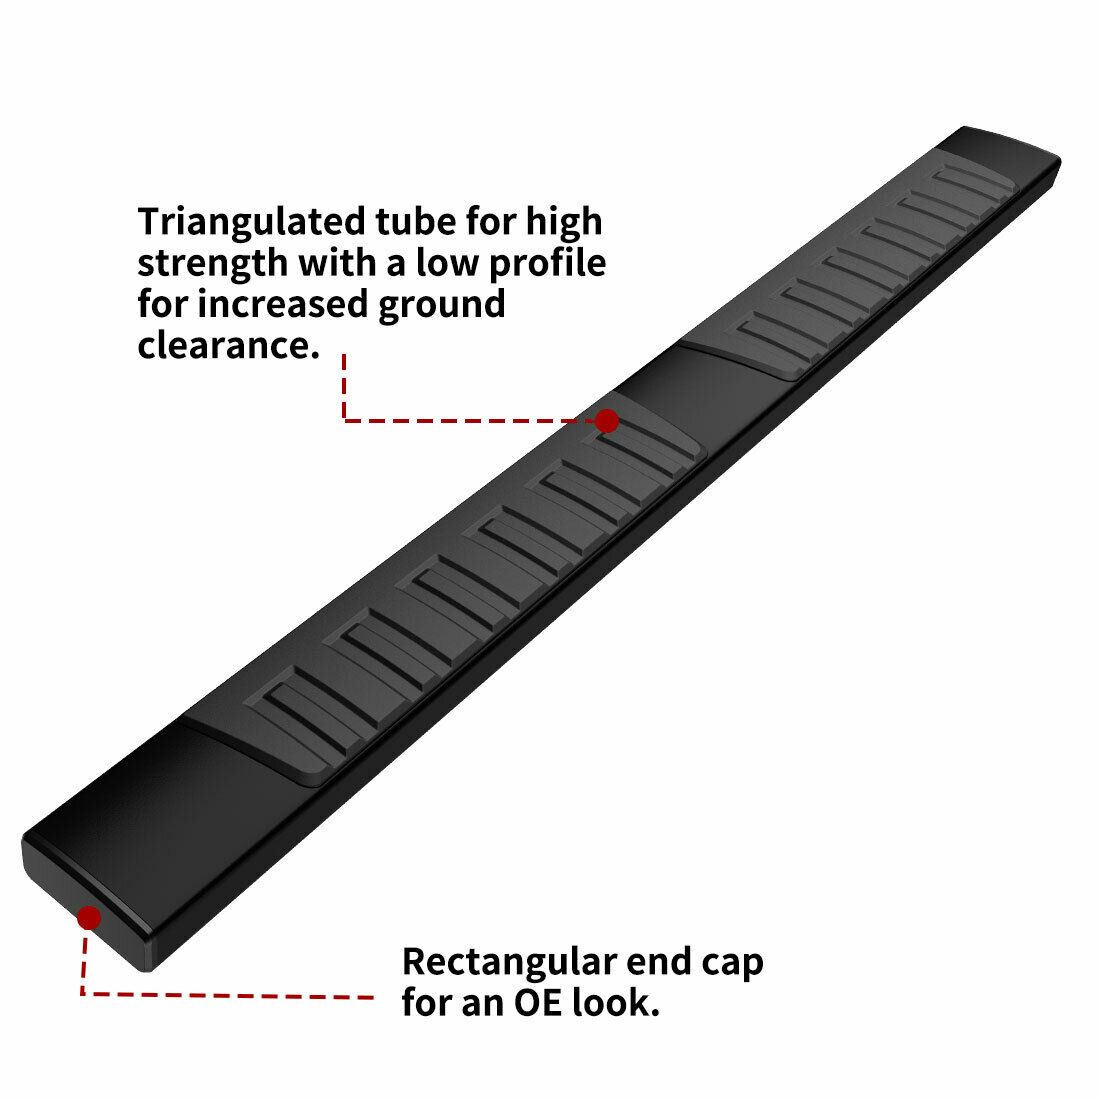 Triangulated tube for high
strength with a low profile
for increased ground
clearance.
Rectangular end cap
for an OE look.